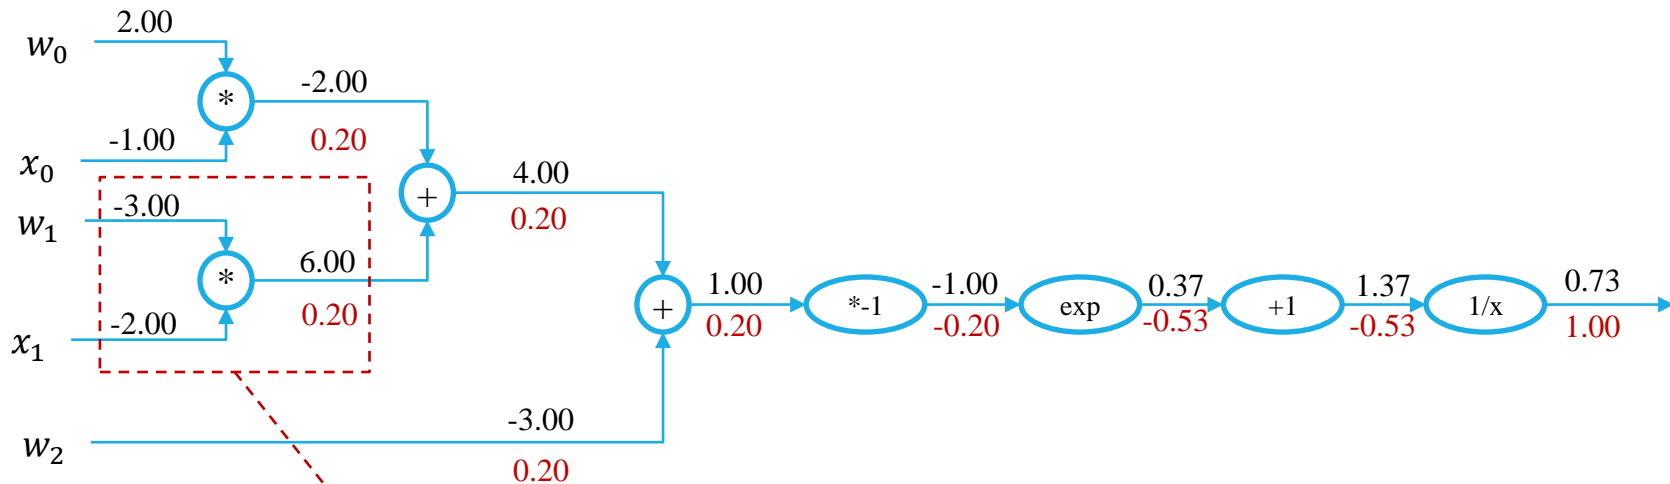 w₀ 2.00
* -2.00
x₀ -1.00 0.20
+ 4.00
0.20
w₁ -3.00
* 6.00
0.20
x₁ -2.00
+ 1.00 *-1 -1.00 exp 0.37 +1 1.37 1/x 0.73
0.20 -0.20 -0.53 -0.53 1.00
w₂ -3.00
0.20